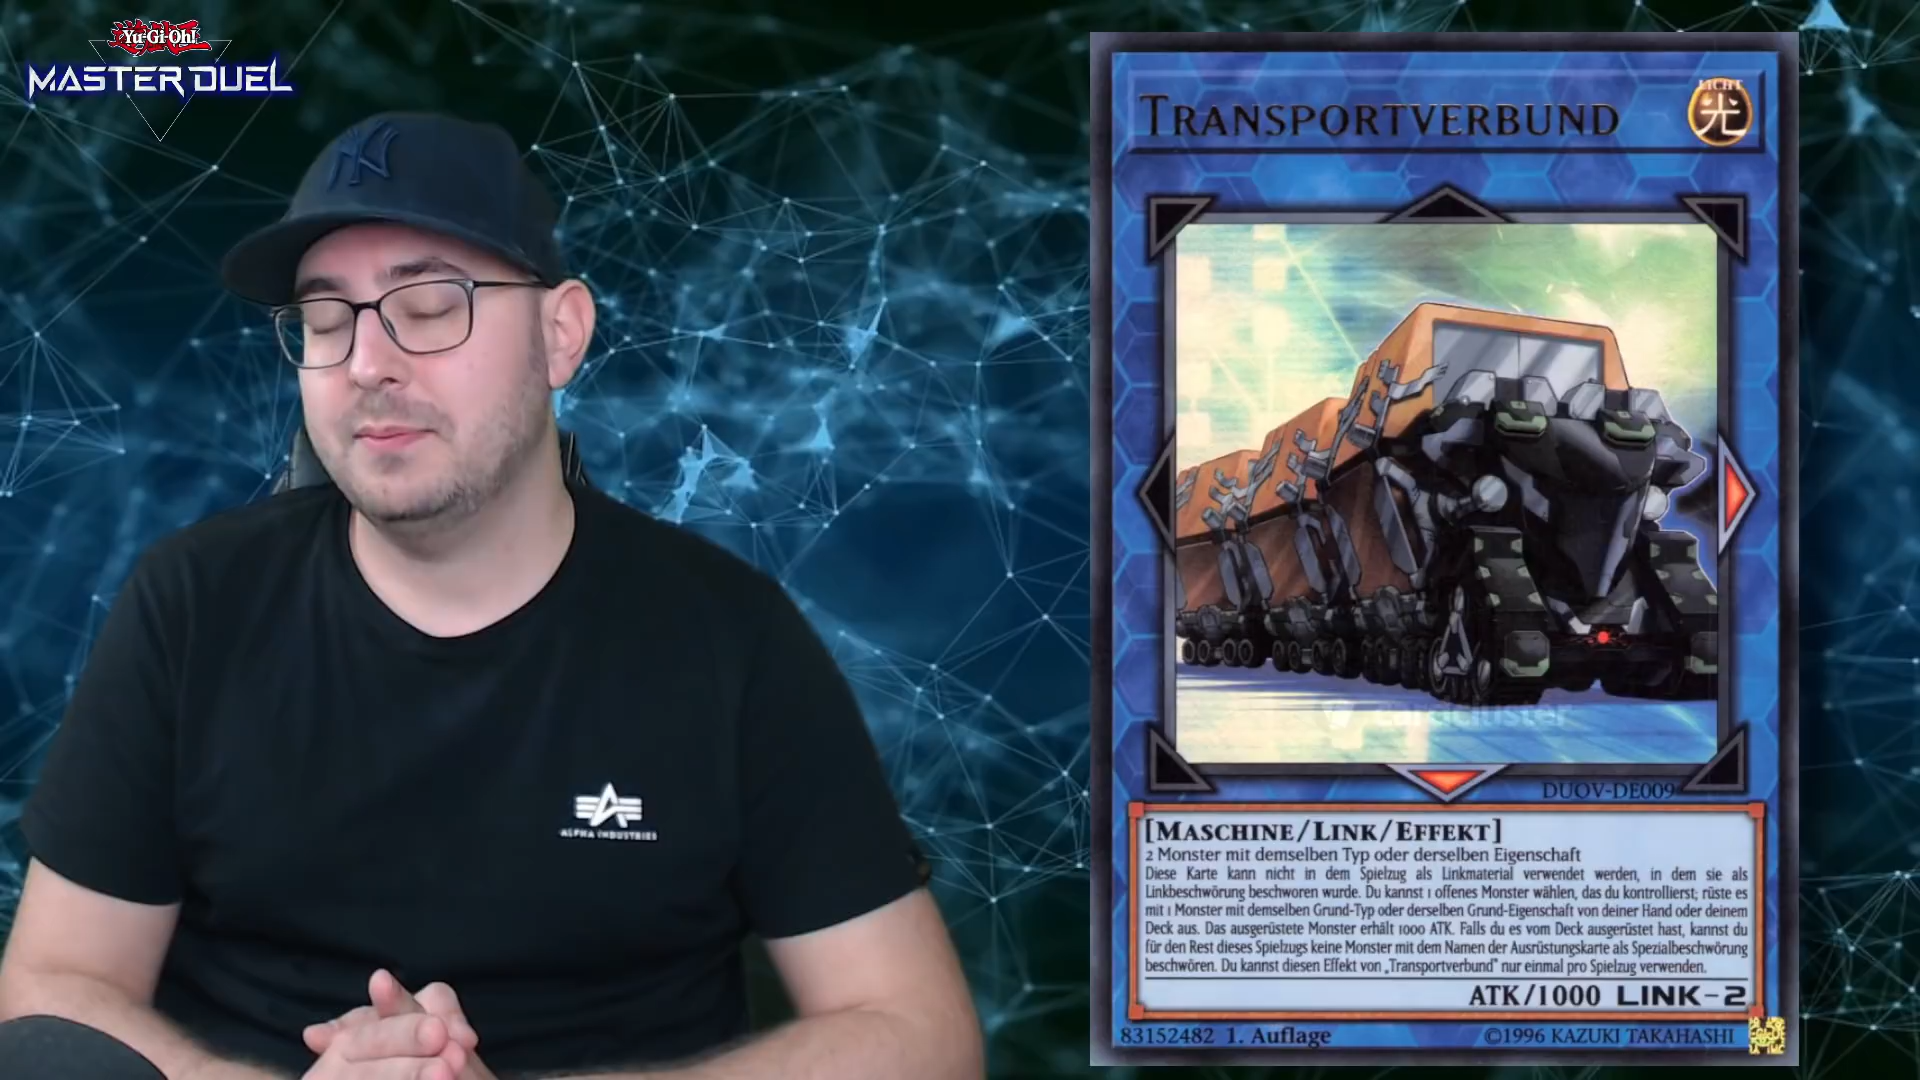 Yu-Gi-Oh!
MASTER DUEL
NY
ALPHA INDUSTRIES
TRANSPORTVERBUND
LICHT
光
cardcluster
DUOV-DE009
[MASCHINE/LINK/EFFEKT]
2 Monster mit demselben Typ oder derselben Eigenschaft
Diese Karte kann nicht in dem Spielzug als Linkmaterial verwendet werden, in dem sie als
Linkbeschwörung beschworen wurde. Du kannst 1 offenes Monster wählen, das du kontrollierst; rüste es
mit 1 Monster mit demselben Grund-Typ oder derselben Grund-Eigenschaft von deiner Hand oder deinem
Deck aus. Das ausgerüstete Monster erhält 1000 ATK. Falls du es vom Deck ausgerüstet hast, kannst du
für den Rest dieses Spielzugs keine Monster mit dem Namen der Ausrüstungskarte als Spezialbeschwörung
beschwören. Du kannst diesen Effekt von „Transportverbund" nur einmal pro Spielzug verwenden.
ATK/1000 LINK-2
83152482 1. Auflage ©1996 KAZUKI TAKAHASHI